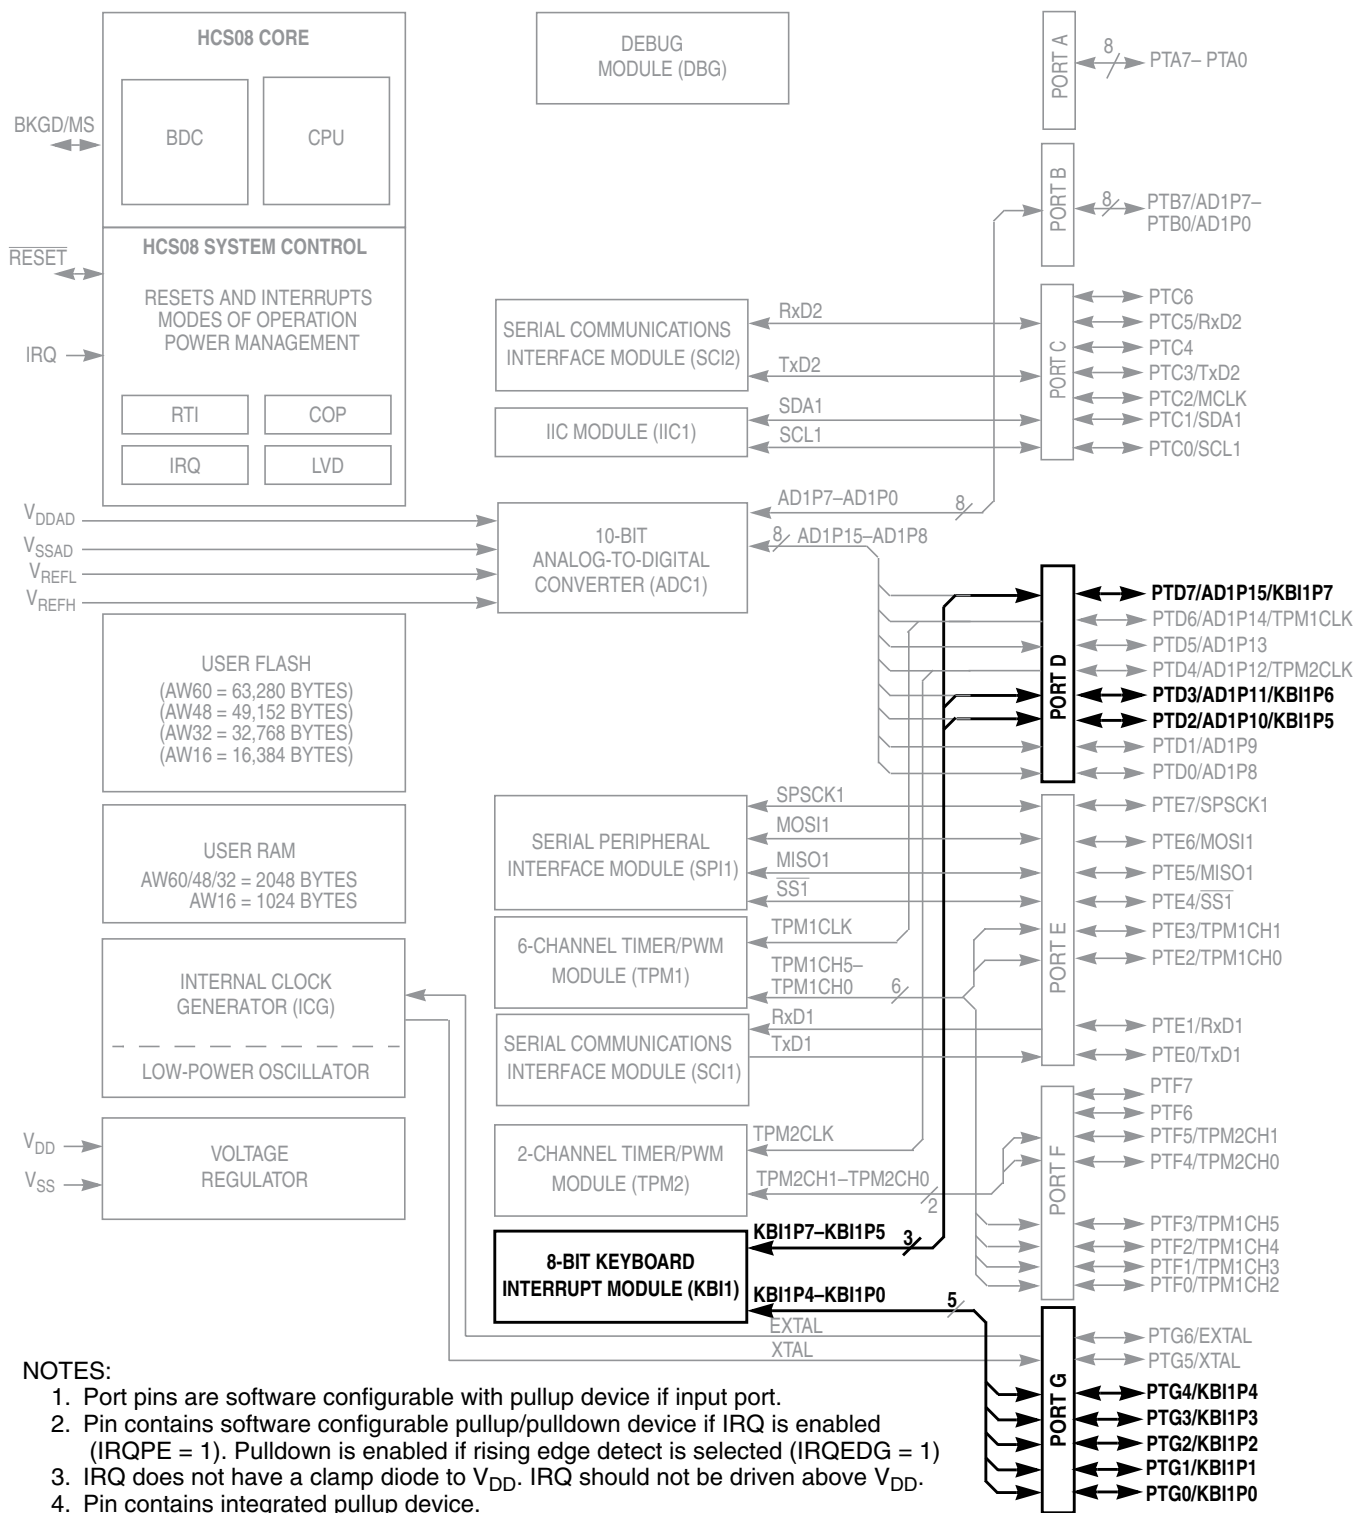 HCS08 CORE
BDC
CPU
BKGD/MS
HCS08 SYSTEM CONTROL
RESET
RESETS AND INTERRUPTS
MODES OF OPERATION
POWER MANAGEMENT
IRQ
RTI
COP
IRQ
LVD
VDDAD
VSSAD
VREFL
VREFH
USER FLASH
(AW60 = 63,280 BYTES)
(AW48 = 49,152 BYTES)
(AW32 = 32,768 BYTES)
(AW16 = 16,384 BYTES)
USER RAM
AW60/48/32 = 2048 BYTES
AW16 = 1024 BYTES
INTERNAL CLOCK
GENERATOR (ICG)
LOW-POWER OSCILLATOR
VDD
VSS
VOLTAGE
REGULATOR
DEBUG
MODULE (DBG)
SERIAL COMMUNICATIONS
INTERFACE MODULE (SCI2)
RxD2
TxD2
IIC MODULE (IIC1)
SDA1
SCL1
10-BIT
ANALOG-TO-DIGITAL
CONVERTER (ADC1)
AD1P7–AD1P0
8
8
AD1P15–AD1P8
SERIAL PERIPHERAL
INTERFACE MODULE (SPI1)
SPSCK1
MOSI1
MISO1
SS1
6-CHANNEL TIMER/PWM
MODULE (TPM1)
TPM1CLK
TPM1CH5–
TPM1CH0
6
SERIAL COMMUNICATIONS
INTERFACE MODULE (SCI1)
RxD1
TxD1
2-CHANNEL TIMER/PWM
MODULE (TPM2)
TPM2CLK
TPM2CH1–TPM2CH0
2
8-BIT KEYBOARD
INTERRUPT MODULE (KBI1)
KBI1P7–KBI1P5
3
KBI1P4–KBI1P0
5
EXTAL
XTAL
PORT A
8
PTA7– PTA0
PORT B
8
PTB7/AD1P7–
PTB0/AD1P0
PORT C
PTC6
PTC5/RxD2
PTC4
PTC3/TxD2
PTC2/MCLK
PTC1/SDA1
PTC0/SCL1
PORT D
PTD7/AD1P15/KBI1P7
PTD6/AD1P14/TPM1CLK
PTD5/AD1P13
PTD4/AD1P12/TPM2CLK
PTD3/AD1P11/KBI1P6
PTD2/AD1P10/KBI1P5
PTD1/AD1P9
PTD0/AD1P8
PORT E
PTE7/SPSCK1
PTE6/MOSI1
PTE5/MISO1
PTE4/SS1
PTE3/TPM1CH1
PTE2/TPM1CH0
PTE1/RxD1
PTE0/TxD1
PORT F
PTF7
PTF6
PTF5/TPM2CH1
PTF4/TPM2CH0
PTF3/TPM1CH5
PTF2/TPM1CH4
PTF1/TPM1CH3
PTF0/TPM1CH2
PORT G
PTG6/EXTAL
PTG5/XTAL
PTG4/KBI1P4
PTG3/KBI1P3
PTG2/KBI1P2
PTG1/KBI1P1
PTG0/KBI1P0
NOTES:
1. Port pins are software configurable with pullup device if input port.
2. Pin contains software configurable pullup/pulldown device if IRQ is enabled
(IRQPE = 1). Pulldown is enabled if rising edge detect is selected (IRQEDG = 1)
3. IRQ does not have a clamp diode to VDD. IRQ should not be driven above VDD.
4. Pin contains integrated pullup device.